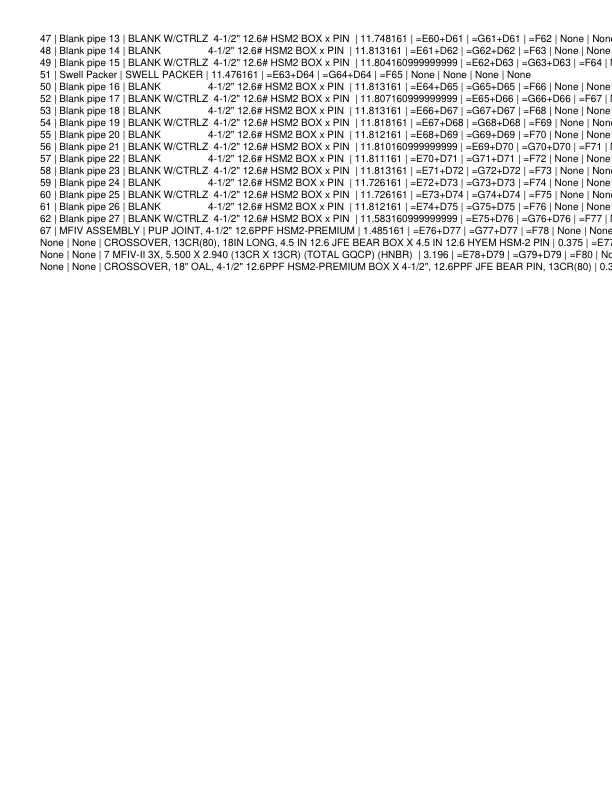 47 | Blank pipe 13 | BLANK W/CTRLZ 4-1/2" 12.6# HSM2 BOX x PIN | 11.748161 | =E60+D61 | =G61+D61 | =F62 | None | None
48 | Blank pipe 14 | BLANK 4-1/2" 12.6# HSM2 BOX x PIN | 11.813161 | =E61+D62 | =G62+D62 | =F63 | None | None
49 | Blank pipe 15 | BLANK W/CTRLZ 4-1/2" 12.6# HSM2 BOX x PIN | 11.804160999999999 | =E62+D63 | =G63+D63 | =F64 |
51 | Swell Packer | SWELL PACKER | 11.476161 | =E63+D64 | =G64+D64 | =F65 | None | None | None | None
50 | Blank pipe 16 | BLANK 4-1/2" 12.6# HSM2 BOX x PIN | 11.813161 | =E64+D65 | =G65+D65 | =F66 | None | None
52 | Blank pipe 17 | BLANK W/CTRLZ 4-1/2" 12.6# HSM2 BOX x PIN | 11.807160999999999 | =E65+D66 | =G66+D66 | =F67 |
53 | Blank pipe 18 | BLANK 4-1/2" 12.6# HSM2 BOX x PIN | 11.813161 | =E66+D67 | =G67+D67 | =F68 | None | None
54 | Blank pipe 19 | BLANK W/CTRLZ 4-1/2" 12.6# HSM2 BOX x PIN | 11.818161 | =E67+D68 | =G68+D68 | =F69 | None | None
55 | Blank pipe 20 | BLANK 4-1/2" 12.6# HSM2 BOX x PIN | 11.812161 | =E68+D69 | =G69+D69 | =F70 | None | None
56 | Blank pipe 21 | BLANK W/CTRLZ 4-1/2" 12.6# HSM2 BOX x PIN | 11.810160999999999 | =E69+D70 | =G70+D70 | =F71 |
57 | Blank pipe 22 | BLANK 4-1/2" 12.6# HSM2 BOX x PIN | 11.811161 | =E70+D71 | =G71+D71 | =F72 | None | None
58 | Blank pipe 23 | BLANK W/CTRLZ 4-1/2" 12.6# HSM2 BOX x PIN | 11.813161 | =E71+D72 | =G72+D72 | =F73 | None | None
59 | Blank pipe 24 | BLANK 4-1/2" 12.6# HSM2 BOX x PIN | 11.726161 | =E72+D73 | =G73+D73 | =F74 | None | None
60 | Blank pipe 25 | BLANK W/CTRLZ 4-1/2" 12.6# HSM2 BOX x PIN | 11.726161 | =E73+D74 | =G74+D74 | =F75 | None | None
61 | Blank pipe 26 | BLANK 4-1/2" 12.6# HSM2 BOX x PIN | 11.812161 | =E74+D75 | =G75+D75 | =F76 | None | None
62 | Blank pipe 27 | BLANK W/CTRLZ 4-1/2" 12.6# HSM2 BOX x PIN | 11.583160999999999 | =E75+D76 | =G76+D76 | =F77 |
67 | MFIV ASSEMBLY | PUP JOINT, 4-1/2" 12.6PPF HSM2-PREMIUM | 1.485161 | =E76+D77 | =G77+D77 | =F78 | None | None
None | None | CROSSOVER, 13CR(80), 18IN LONG, 4.5 IN 12.6 JFE BEAR BOX X 4.5 IN 12.6 HYEM HSM-2 PIN | 0.375 | =E77
None | None | 7 MFIV-II 3X, 5.500 X 2.940 (13CR X 13CR) (TOTAL GQCP) (HNBR) | 3.196 | =E78+D79 | =G79+D79 | =F80 |
None | None | CROSSOVER, 18" OAL, 4-1/2" 12.6PPF HSM2-PREMIUM BOX X 4-1/2", 12.6PPF JFE BEAR PIN, 13CR(80) | 0.3